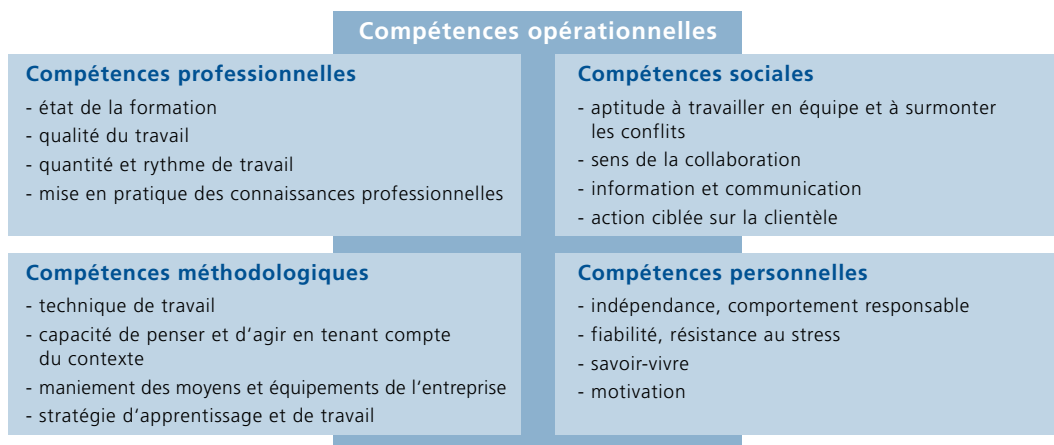 Compétences opérationnelles
Compétences professionnelles
- état de la formation
- qualité du travail
- quantité et rythme de travail
- mise en pratique des connaissances professionnelles
Compétences sociales
- aptitude à travailler en équipe et à surmonter
les conflits
- sens de la collaboration
- information et communication
- action ciblée sur la clientèle
Compétences méthodologiques
- technique de travail
- capacité de penser et d‘agir en tenant compte
du contexte
- maniement des moyens et équipements de l‘entreprise
- stratégie d‘apprentissage et de travail
Compétences personnelles
- indépendance, comportement responsable
- fiabilité, résistance au stress
- savoir-vivre
- motivation